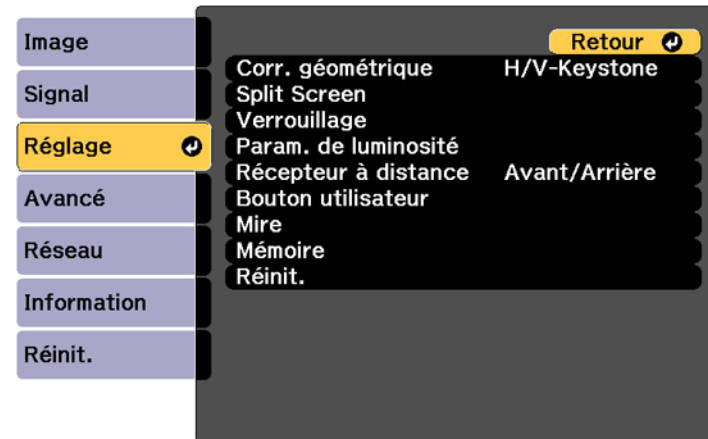 Image
Signal
Réglage
Avancé
Réseau
Information
Réinit.
Retour
Corr. géométrique H/V-Keystone
Split Screen
Verrouillage
Param. de luminosité
Récepteur à distance Avant/Arrière
Bouton utilisateur
Mire
Mémoire
Réinit.